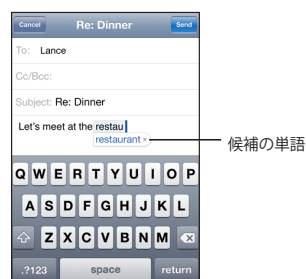 Cancel Re: Dinner Send
To: Lance
Cc/Bcc:
Subject: Re: Dinner
Let's meet at the restau
restaurant ×
候補の単語
Q W E R T Y U I O P
A S D F G H J K L
Z X C V B N M
.?123 space return